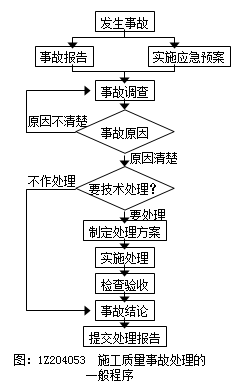 发生事故
事故报告
实施应急预案
事故调查
原因不清楚
事故原因
原因清楚
不作处理
要技术处理?
要处理
制定处理方案
实施处理
检查验收
事故结论
提交处理报告
图：1Z204053 施工质量事故处理的
一般程序